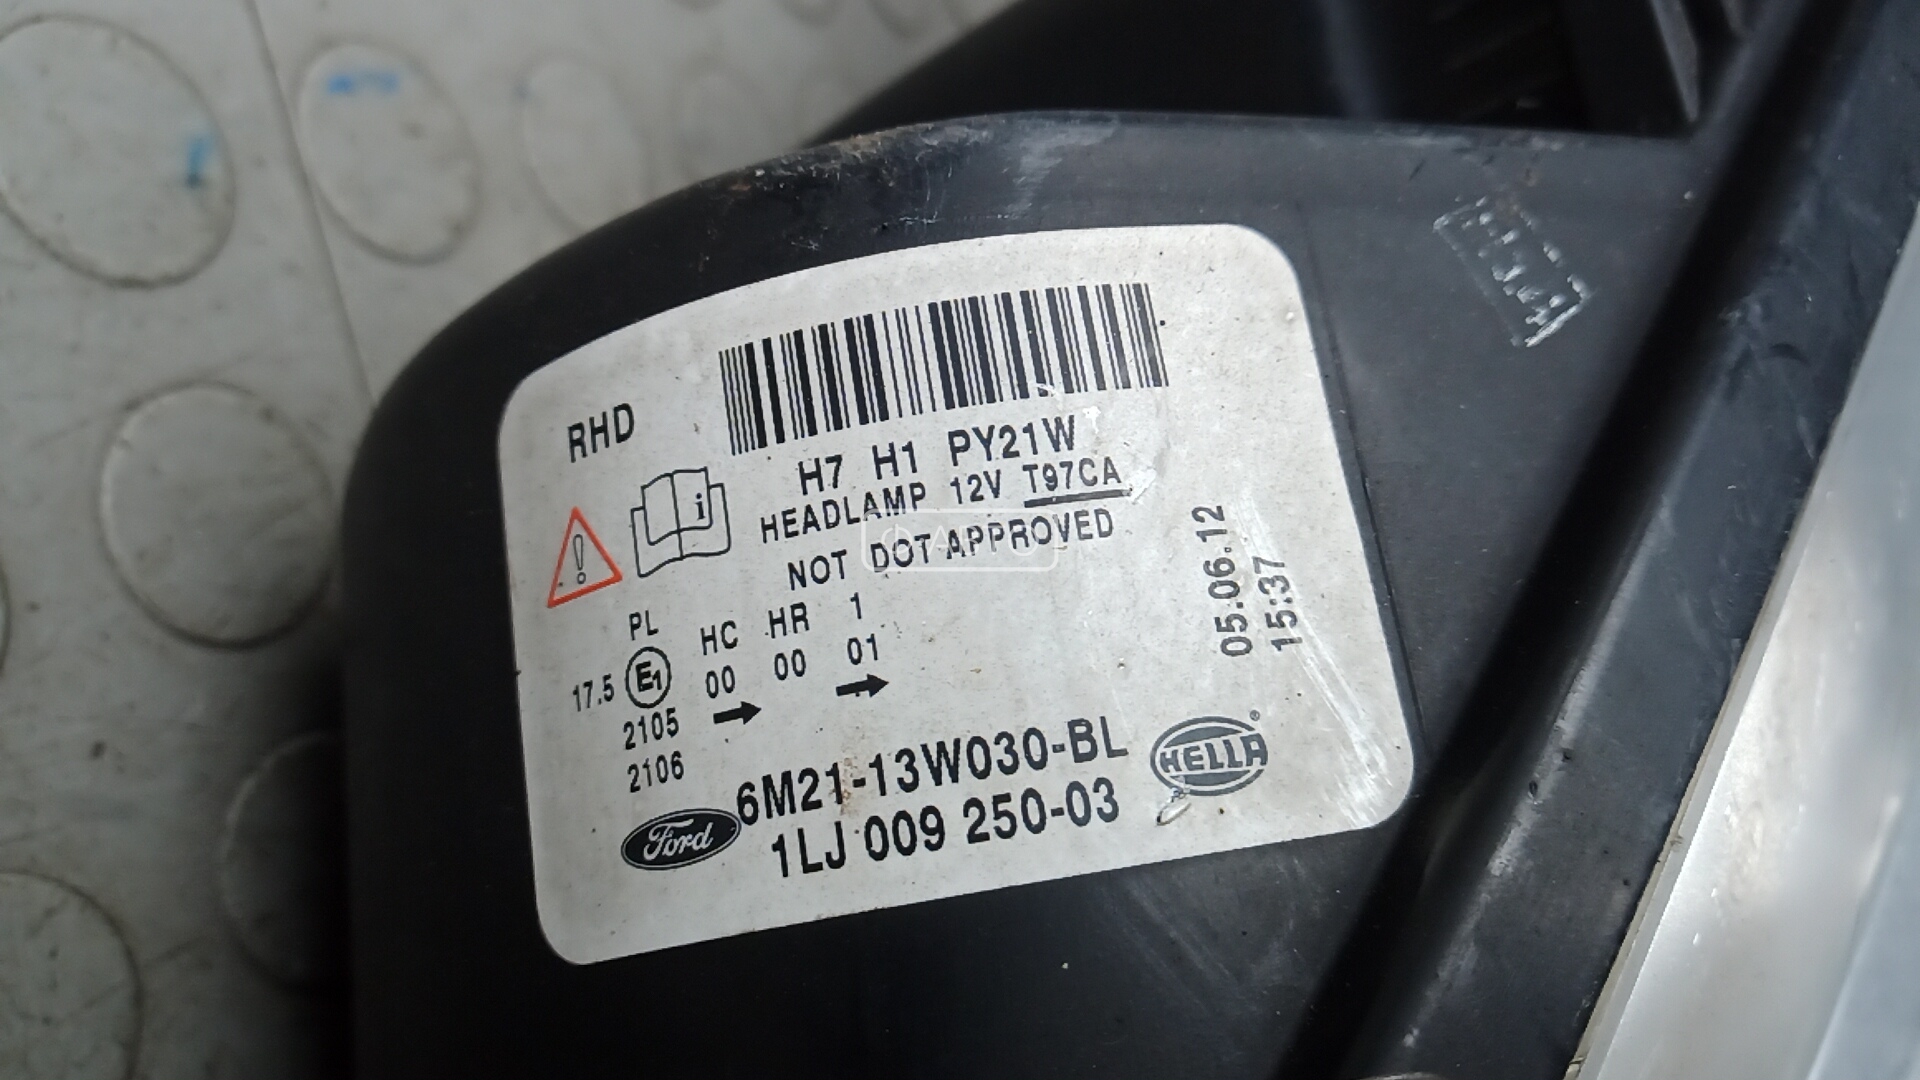 RHD
H7 H1 PY21W
HEADLAMP 12V T97CA
NOT DOT APPROVED
PL HC HR 1
17.5 E1 00 00 01
2105
2106
05.06.12
15:37
6M21-13W030-BL
1LJ 009 250-03
Ford
HELLA